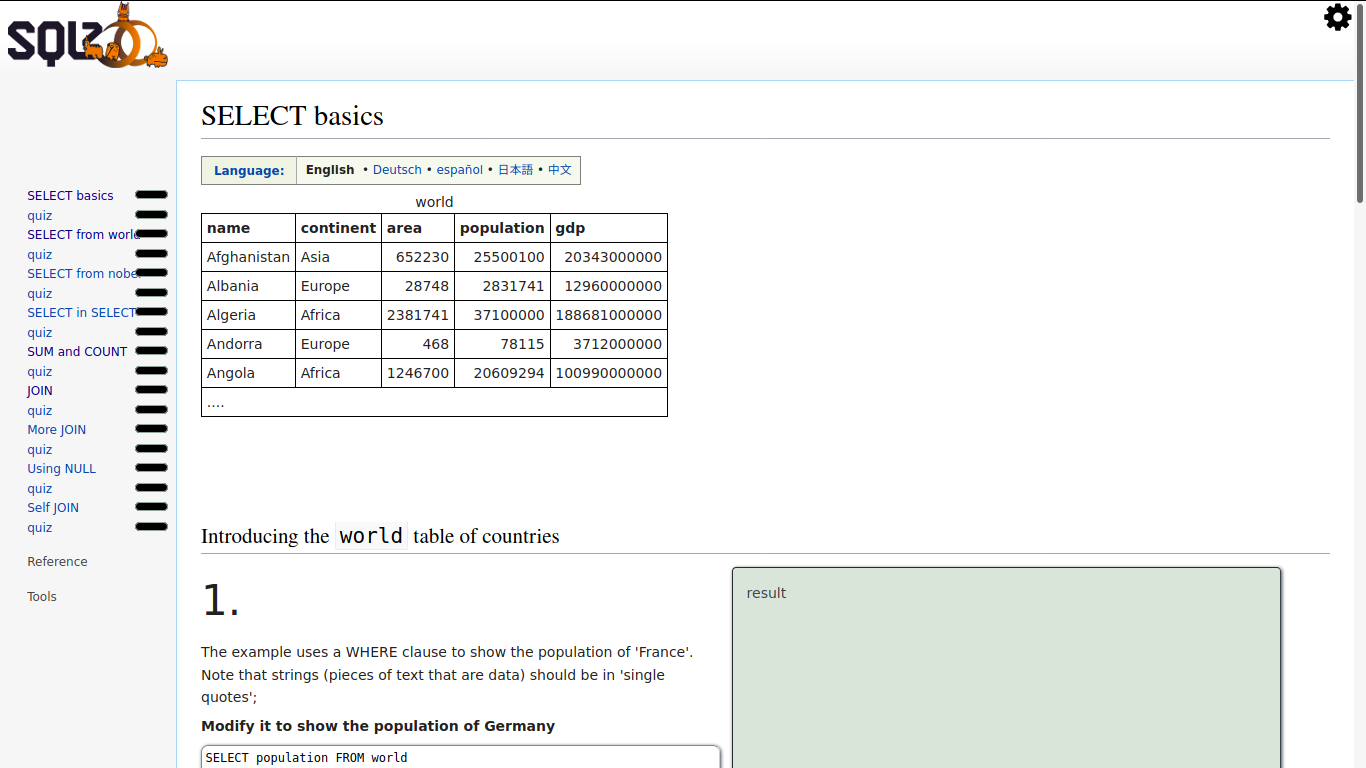 SQLZOO
SELECT basics
quiz
SELECT from world
quiz
SELECT from nobel
quiz
SELECT in SELECT
quiz
SUM and COUNT
quiz
JOIN
quiz
More JOIN
quiz
Using NULL
quiz
Self JOIN
quiz
Reference
Tools
SELECT basics
Language: English • Deutsch • español • 日本語 • 中文
world
name continent area population gdp
Afghanistan Asia 652230 25500100 20343000000
Albania Europe 28748 2831741 12960000000
Algeria Africa 2381741 37100000 188681000000
Andorra Europe 468 78115 3712000000
Angola Africa 1246700 20609294 100990000000
....
Introducing the world table of countries
1.
The example uses a WHERE clause to show the population of 'France'.
Note that strings (pieces of text that are data) should be in 'single
quotes';
Modify it to show the population of Germany
SELECT population FROM world
result